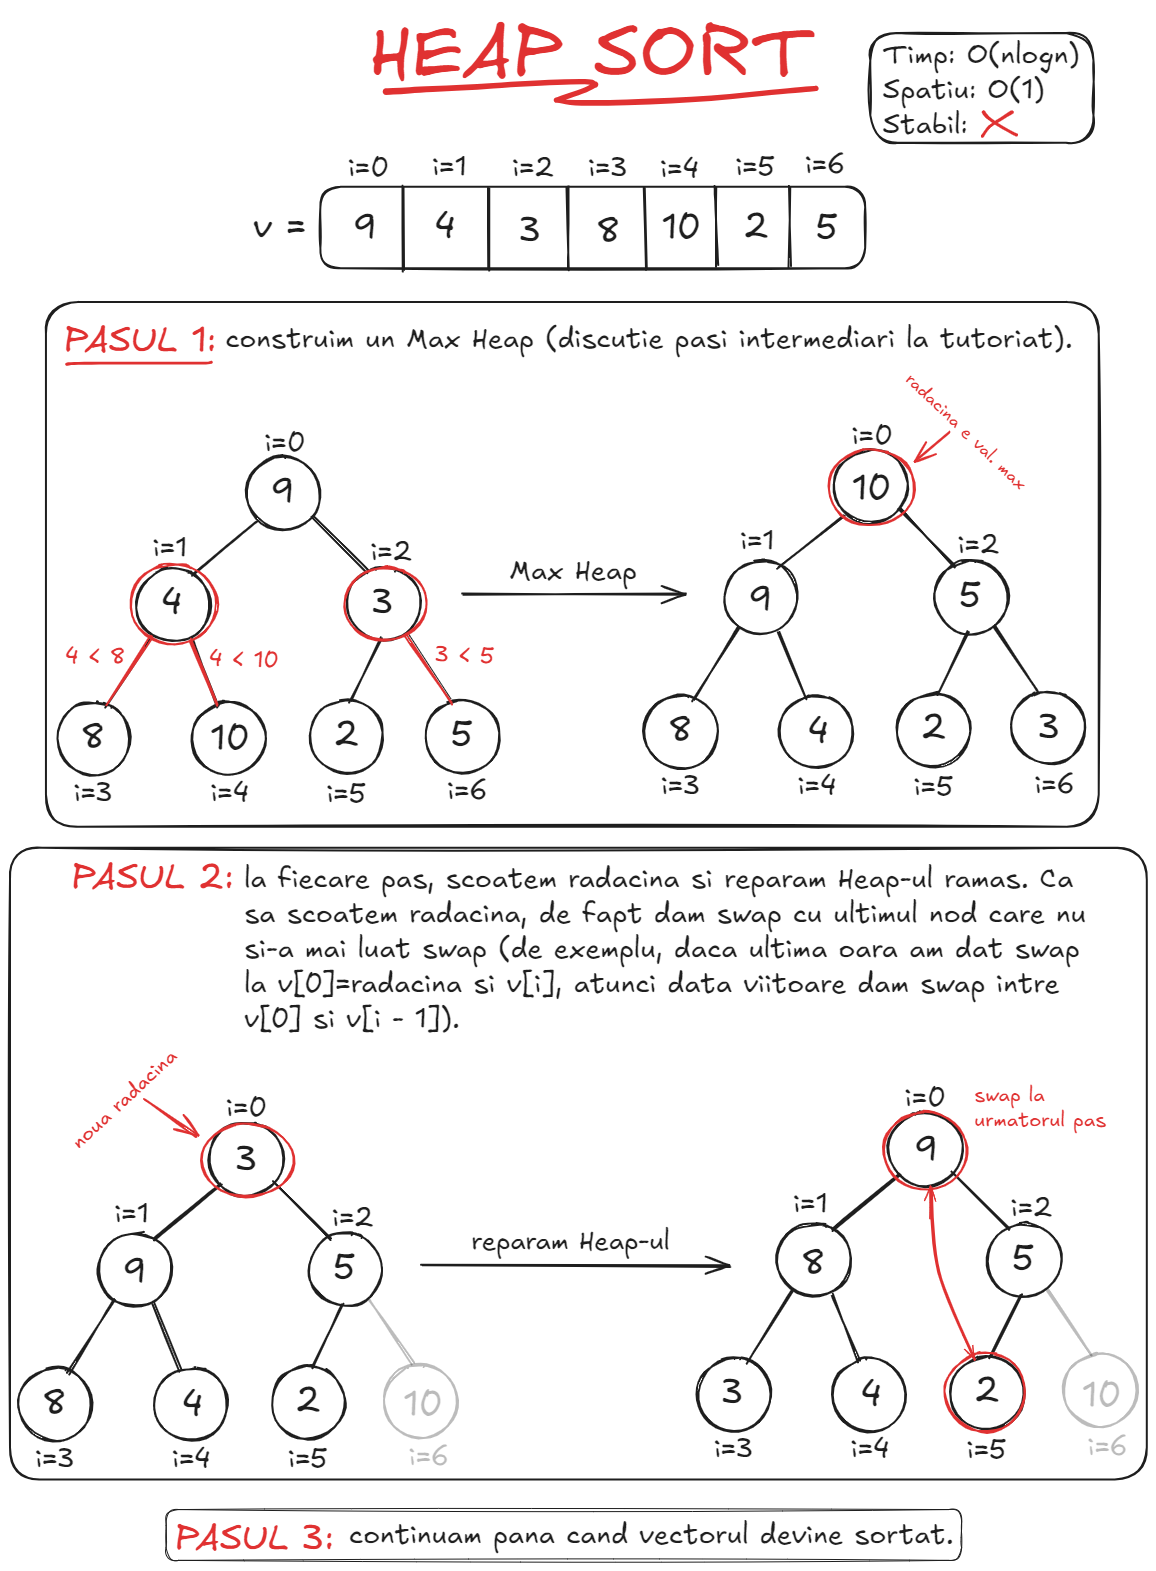 HEAP SORT
Timp: O(nlogn)
Spatiu: O(1)
Stabil:
i=0 i=1 i=2 i=3 i=4 i=5 i=6
v = 9 4 3 8 10 2 5
PASUL 1: construim un Max Heap (discutie pasi intermediari la tutoriat).
i=0
9
i=1 i=2
4 3
4 < 8 4 < 10 3 < 5
8 10 2 5
i=3 i=4 i=5 i=6
Max Heap
radacina e val. max
i=0
10
i=1 i=2
9 5
8 4 2 3
i=3 i=4 i=5 i=6
PASUL 2: la fiecare pas, scoatem radacina si reparam Heap-ul ramas. Ca
sa scoatem radacina, de fapt dam swap cu ultimul nod care nu
si-a mai luat swap (de exemplu, daca ultima oara am dat swap
la v[0]=radacina si v[i], atunci data viitoare dam swap intre
v[0] si v[i - 1]).
noua radacina
i=0
3
i=1 i=2
9 5
8 4 2 10
i=3 i=4 i=5 i=6
reparam Heap-ul
i=0
9
swap la
urmatorul pas
i=1 i=2
8 5
3 4 2 10
i=3 i=4 i=5 i=6
PASUL 3: continuam pana cand vectorul devine sortat.